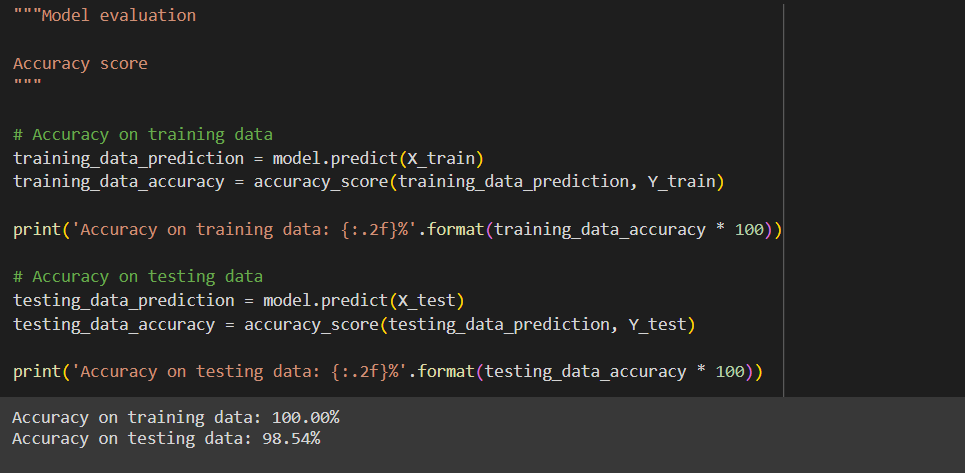 """Model evaluation
Accuracy score
"""
# Accuracy on training data
training_data_prediction = model.predict(X_train)
training_data_accuracy = accuracy_score(training_data_prediction, Y_train)
print('Accuracy on training data: {:.2f}%'.format(training_data_accuracy * 100))
# Accuracy on testing data
testing_data_prediction = model.predict(X_test)
testing_data_accuracy = accuracy_score(testing_data_prediction, Y_test)
print('Accuracy on testing data: {:.2f}%'.format(testing_data_accuracy * 100))
Accuracy on training data: 100.00%
Accuracy on testing data: 98.54%